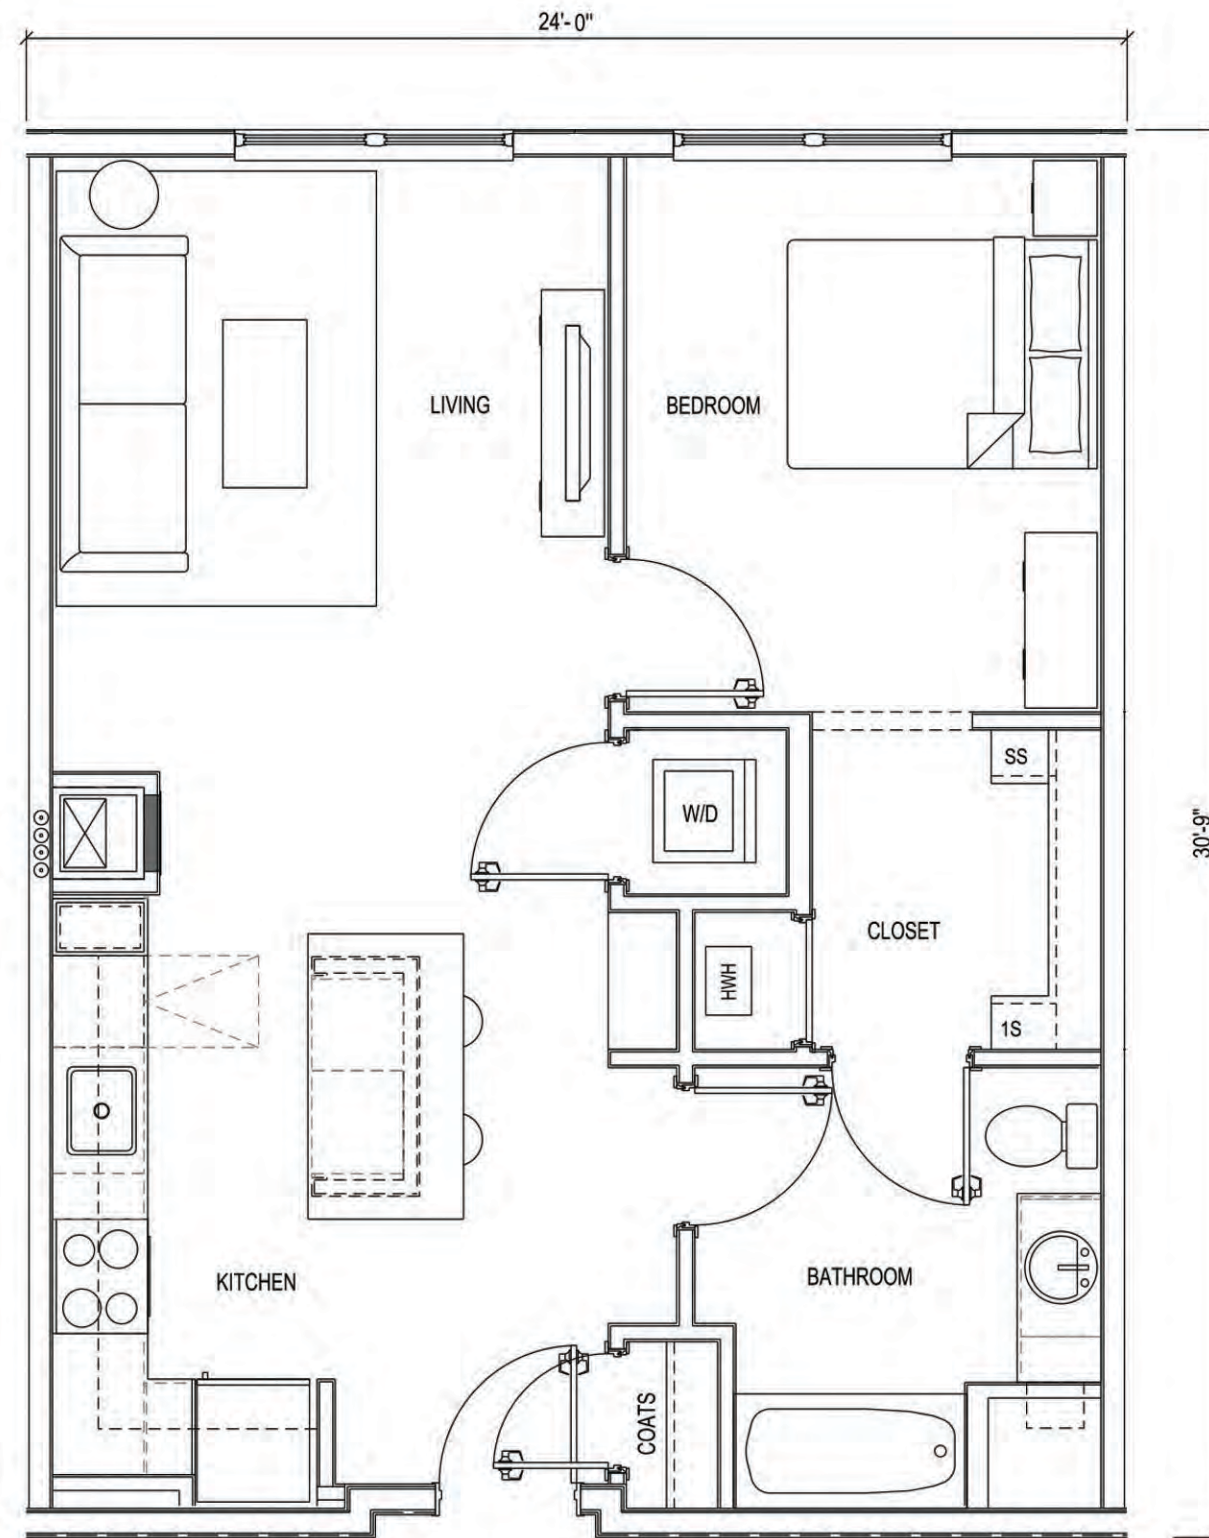 24'- 0"
LIVING
BEDROOM
SS
W/D
30'-9"
CLOSET
HWH
1S
KITCHEN
BATHROOM
COATS